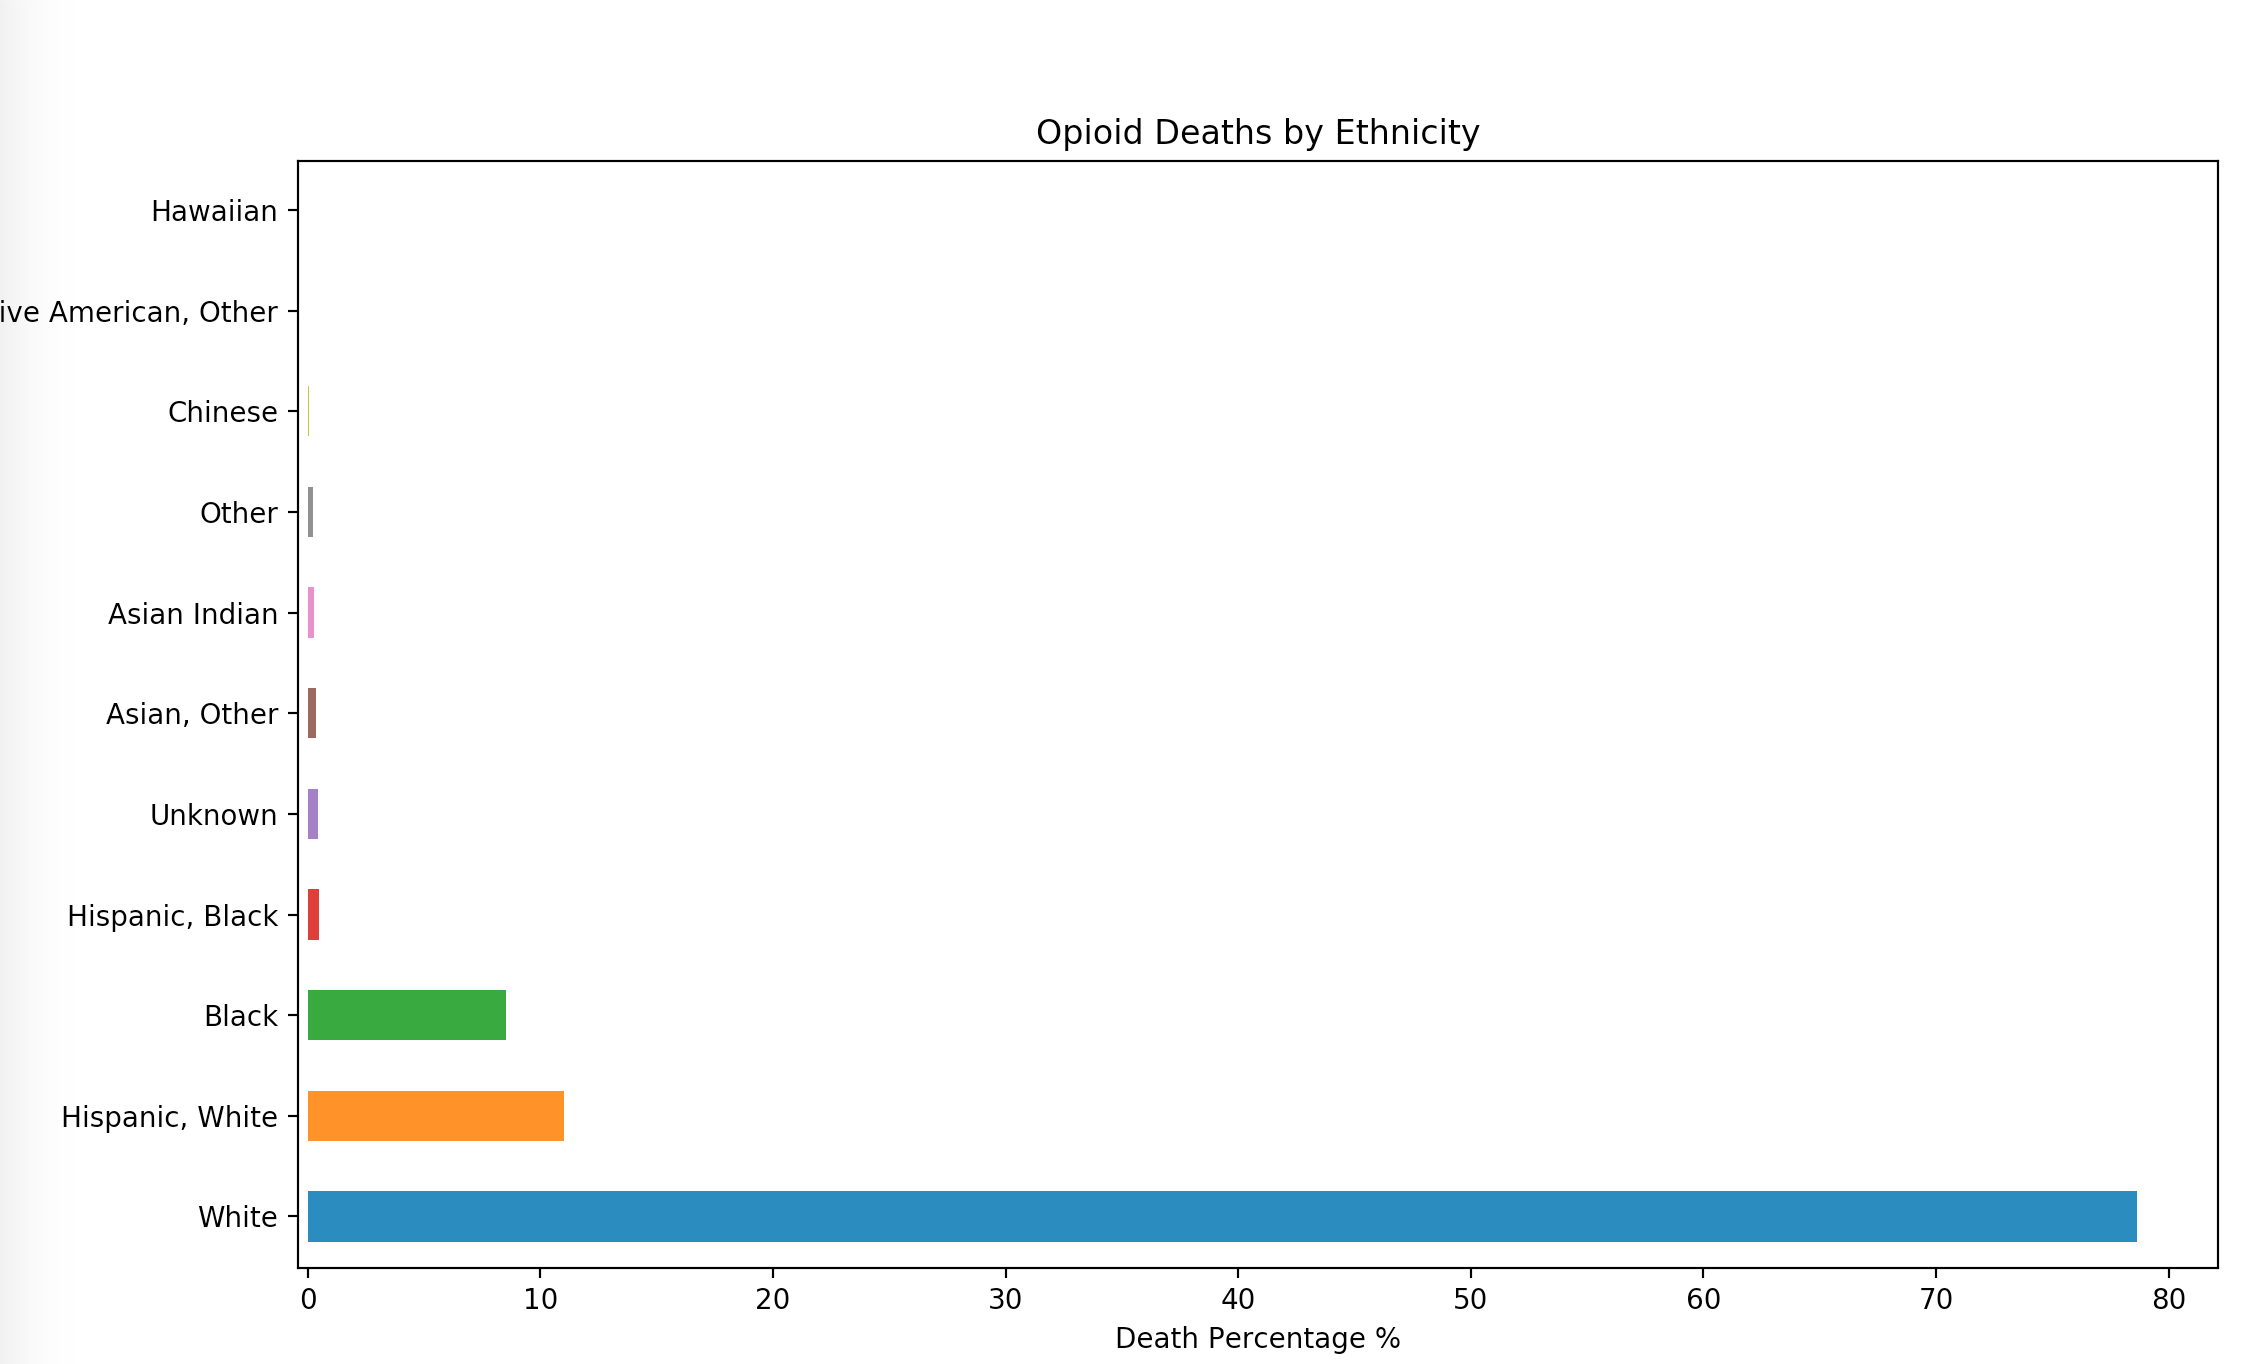 Opioid Deaths by Ethnicity
Hawaiian
ive American, Other
Chinese
Other
Asian Indian
Asian, Other
Unknown
Hispanic, Black
Black
Hispanic, White
White
0 10 20 30 40 50 60 70 80
Death Percentage %